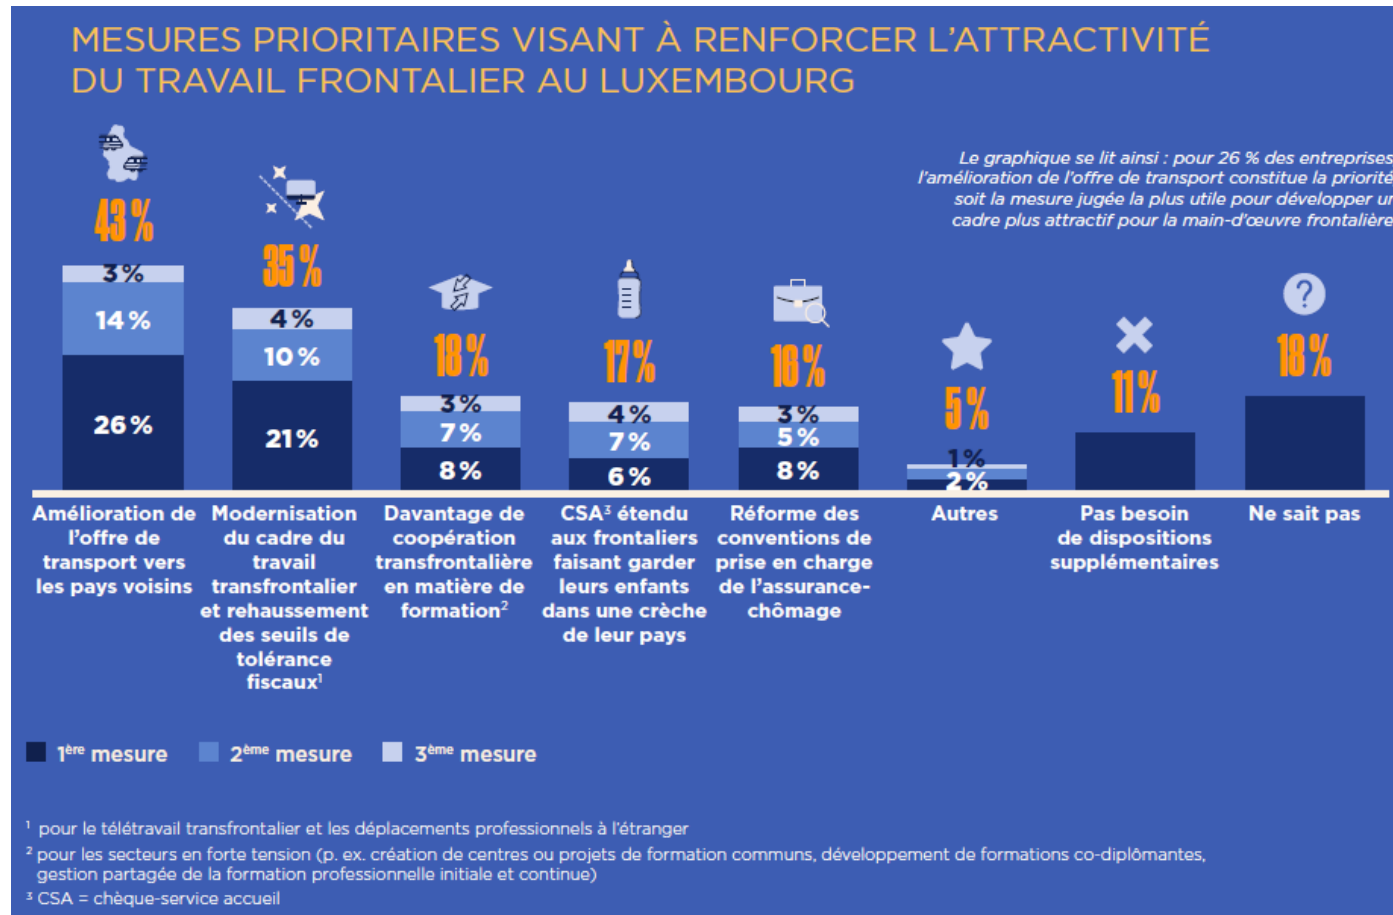 MESURES PRIORITAIRES VISANT À RENFORCER L'ATTRACTIVITÉ
DU TRAVAIL FRONTALIER AU LUXEMBOURG
Le graphique se lit ainsi : pour 26 % des entreprises
l'amélioration de l'offre de transport constitue la priorité
soit la mesure jugée la plus utile pour développer un
cadre plus attractif pour la main-d'œuvre frontalière
43 %
3 %
14 %
26 %
35 %
4 %
10 %
21 %
18 %
3 %
7 %
8 %
17 %
4 %
7 %
6 %
16 %
3 %
5 %
8 %
5 %
1 %
2 %
11 %
?
18 %
Amélioration de
l'offre de
transport vers
les pays voisins
Modernisation
du cadre du
travail
transfrontalier
et rehaussement
des seuils de
tolérance
fiscaux¹
Davantage de
coopération
transfrontalière
en matière de
formation²
CSA³ étendu
aux frontaliers
faisant garder
leurs enfants
dans une crèche
de leur pays
Réforme des
conventions de
prise en charge
de l'assurance-
chômage
Autres
Pas besoin
de dispositions
supplémentaires
Ne sait pas
1ère mesure
2ème mesure
3ème mesure
¹ pour le télétravail transfrontalier et les déplacements professionnels à l'étranger
² pour les secteurs en forte tension (p. ex. création de centres ou projets de formation communs, développement de formations co-diplômantes,
gestion partagée de la formation professionnelle initiale et continue)
³ CSA = chèque-service accueil